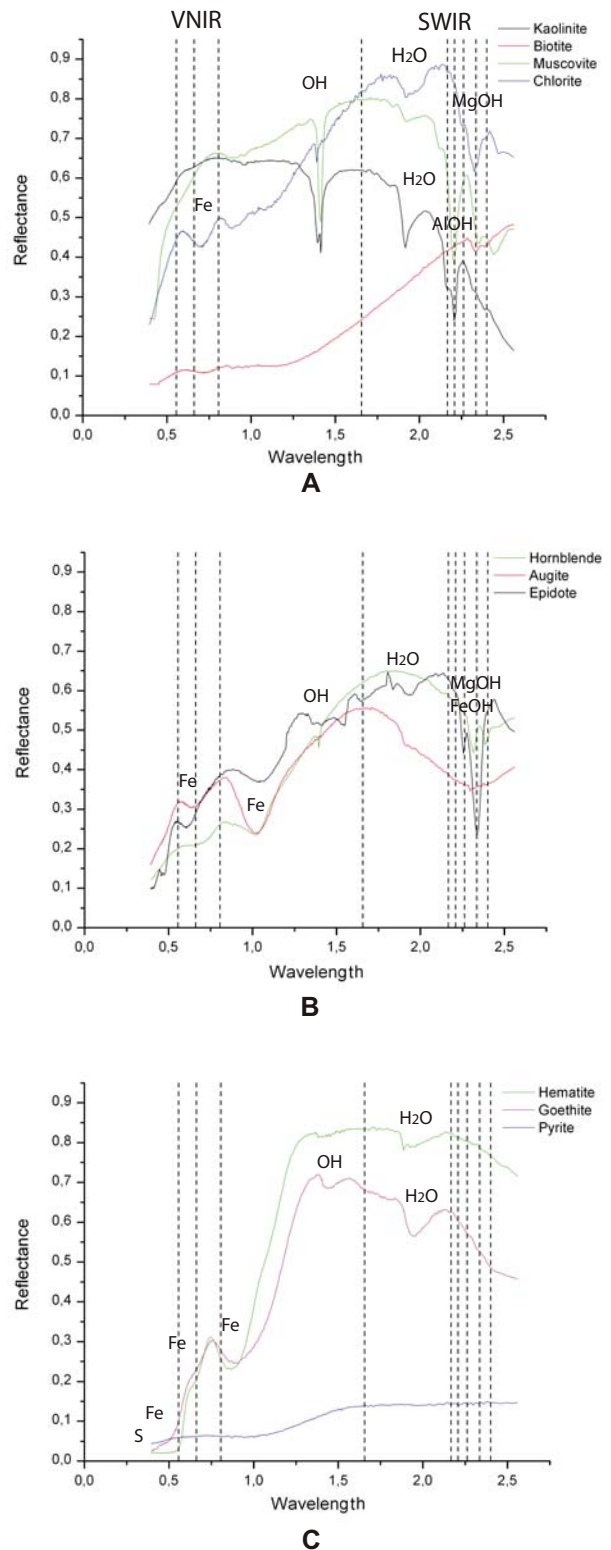 VNIR SWIR
Kaolinite
Biotite
Muscovite
Chlorite
0,9
0,8
0,7
0,6
0,5
0,4
0,3
0,2
0,1
0,0
Reflectance
H2O
OH
MgOH
H2O
Fe
AlOH
0,0 0,5 1,0 1,5 2,0 2,5
Wavelength
A
Hornblende
Augite
Epidote
0,9
0,8
0,7
0,6
0,5
0,4
0,3
0,2
0,1
0,0
Reflectance
H2O
OH
MgOH
FeOH
Fe
Fe
0,0 0,5 1,0 1,5 2,0 2,5
Wavelength
B
Hematite
Goethite
Pyrite
0,9
0,8
0,7
0,6
0,5
0,4
0,3
0,2
0,1
0,0
Reflectance
H2O
OH
H2O
Fe
Fe
Fe
S
0,0 0,5 1,0 1,5 2,0 2,5
Wavelength
C